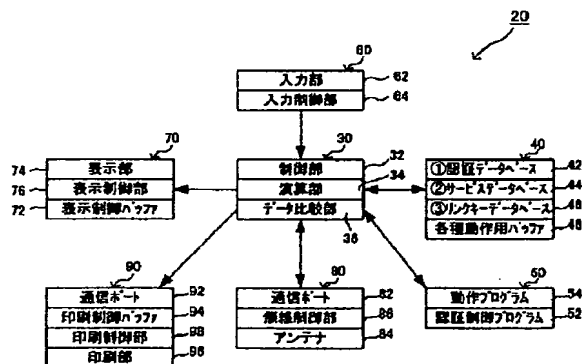 20
60
入力部 62
入力制御部 64
70
30
40
74 表示部
76 表示制御部
72 表示制御バッファ
制御部 32
演算部 34
データ比較部 36
①認証データベース 42
②サービスデータベース 44
③リンクキーデータベース 46
各種動作用バッファ 48
90
80
50
通信ポート 92
印刷制御バッファ 94
印刷制御部 98
印刷部 96
通信ポート 82
無線制御部 86
アンテナ 84
動作プログラム 54
認証制御プログラム 52